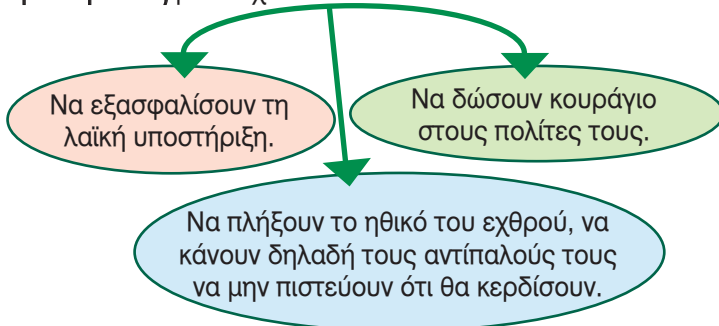 Να εξασφαλίσουν τη
λαϊκή υποστήριξη.
Να δώσουν κουράγιο
στους πολίτες τους.
Να πλήξουν το ηθικό του εχθρού, να
κάνουν δηλαδή τους αντίπαλούς τους
να μην πιστεύουν ότι θα κερδίσουν.